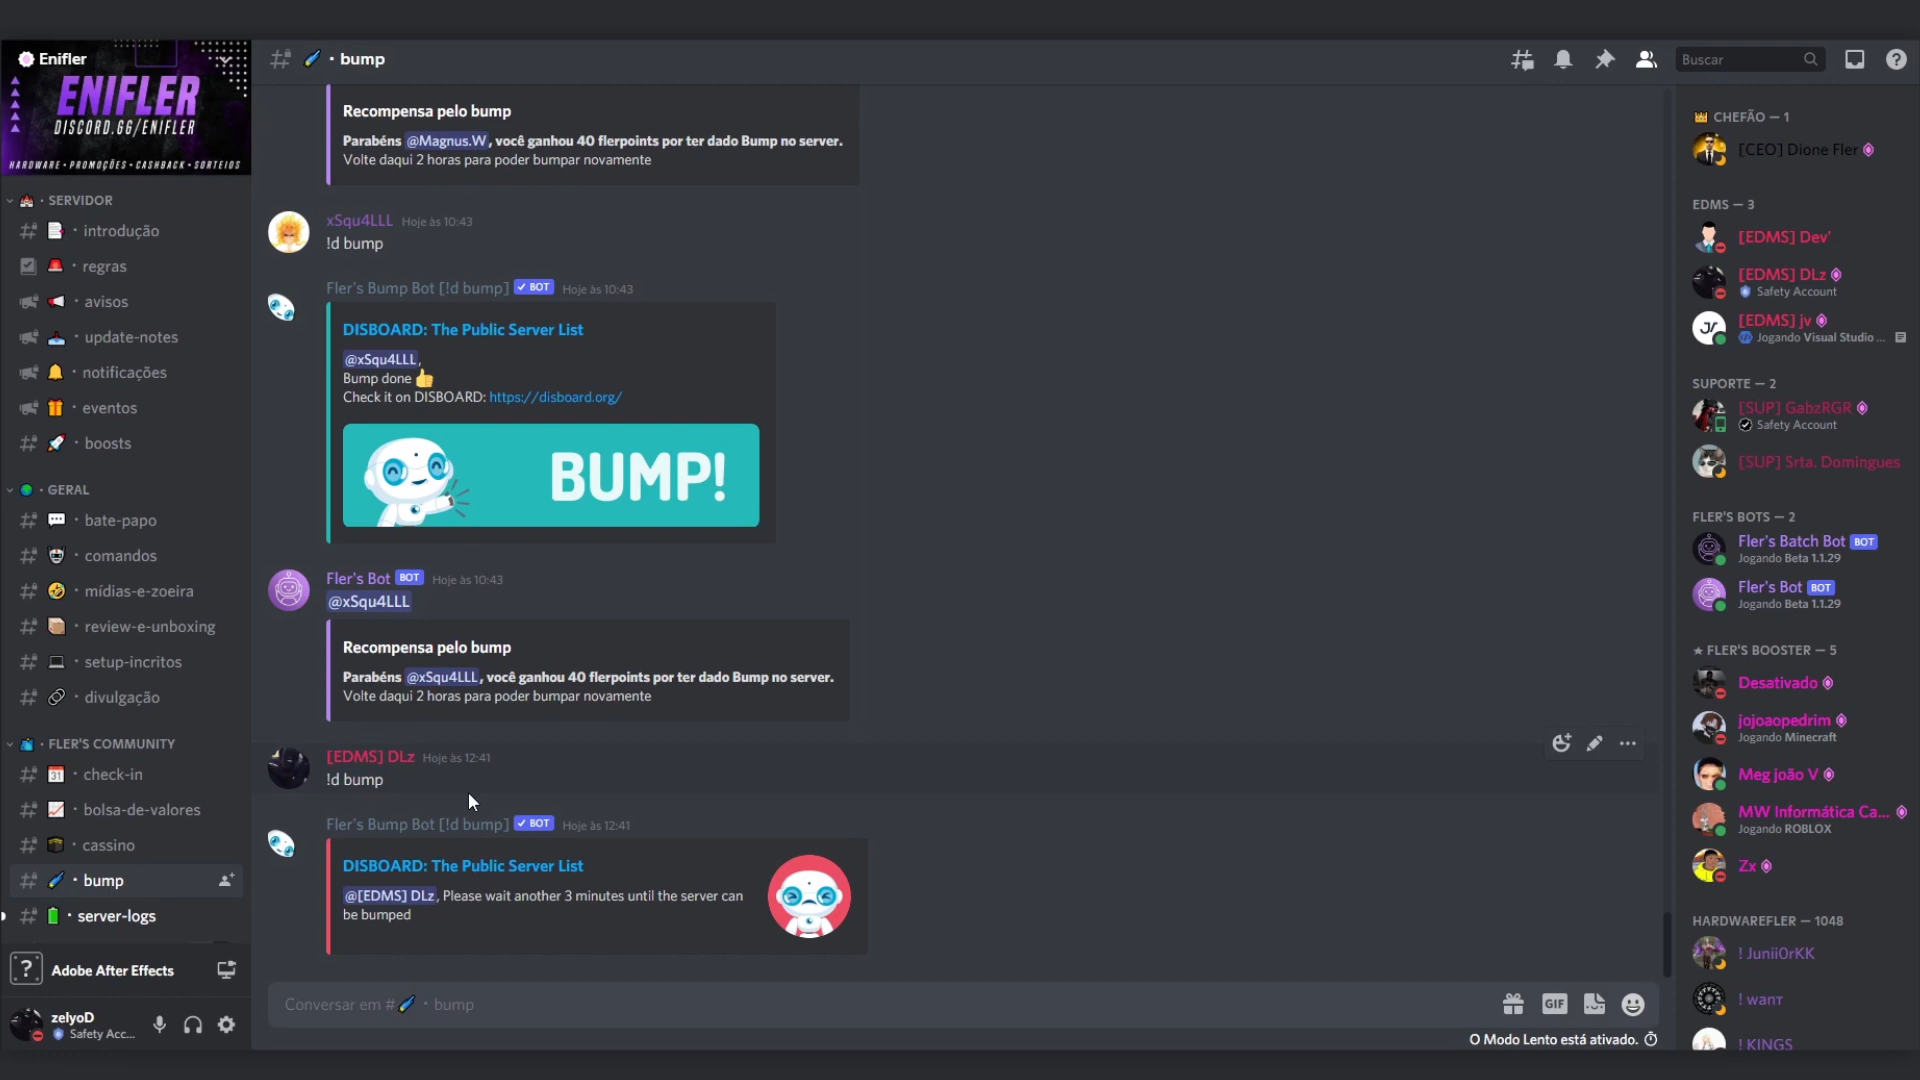 Enifler
ENIFLER
DISCORD.GG/ENIFLER
HARDWARE • PROMOÇÕES • CASHBACK • SORTEIOS
• SERVIDOR
• introdução
• regras
• avisos
• update-notes
• notificações
• eventos
• boosts
• GERAL
• bate-papo
• comandos
• mídias-e-zoeira
• review-e-unboxing
• setup-incritos
• divulgação
• FLER'S COMMUNITY
• check-in
• bolsa-de-valores
• cassino
• bump
• server-logs
Adobe After Effects
zelyoD
Safety Acc...
• bump
Recompensa pelo bump
Parabéns @Magnus.W, você ganhou 40 flerpoints por ter dado Bump no server.
Volte daqui 2 horas para poder bumpar novamente
xSqu4LLL Hoje às 10:43
!d bump
Fler's Bump Bot [!d bump] ✓ BOT Hoje às 10:43
DISBOARD: The Public Server List
@xSqu4LLL,
Bump done 👍
Check it on DISBOARD: https://disboard.org/
BUMP!
Fler's Bot BOT Hoje às 10:43
@xSqu4LLL
Recompensa pelo bump
Parabéns @xSqu4LLL, você ganhou 40 flerpoints por ter dado Bump no server.
Volte daqui 2 horas para poder bumpar novamente
[EDMS] DLz Hoje às 12:41
!d bump
Fler's Bump Bot [!d bump] ✓ BOT Hoje às 12:41
DISBOARD: The Public Server List
@[EDMS] DLz, Please wait another 3 minutes until the server can
be bumped
Conversar em # • bump
GIF
O Modo Lento está ativado.
Buscar
CHEFÃO — 1
[CEO] Dione Fler
EDMS — 3
[EDMS] Dev'
[EDMS] DLz
Safety Account
[EDMS] jv
Jogando Visual Studio ...
SUPORTE — 2
[SUP] GabzRGR
Safety Account
[SUP] Srta. Domingues
FLER'S BOTS — 2
Fler's Batch Bot BOT
Jogando Beta 1.1.29
Fler's Bot BOT
Jogando Beta 1.1.29
★ FLER'S BOOSTER — 5
Desativado
jojoaopedrim
Jogando Minecraft
Meg joão V
MW Informática Ca...
Jogando ROBLOX
Zx
HARDWAREFLER — 1048
! Junii0rKK
! wanт
! KINGS